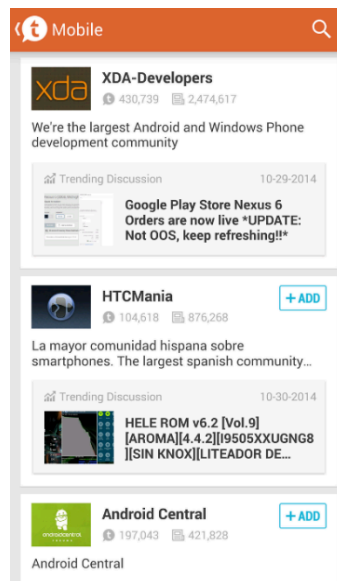 Mobile
xda
XDA-Developers
430,739 2,474,617
We're the largest Android and Windows Phone
development community
Trending Discussion 10-29-2014
Google Play Store Nexus 6
Orders are now live *UPDATE:
Not OOS, keep refreshing!!*
HTCMania
+ ADD
104,618 876,268
La mayor comunidad hispana sobre
smartphones. The largest spanish community...
Trending Discussion 10-30-2014
HELE ROM v6.2 [Vol.9]
[AROMA][4.4.2][I9505XXUGNG8
][SIN KNOX][LITEADOR DE...
Android Central
+ ADD
androidcentral
197,043 421,828
Android Central